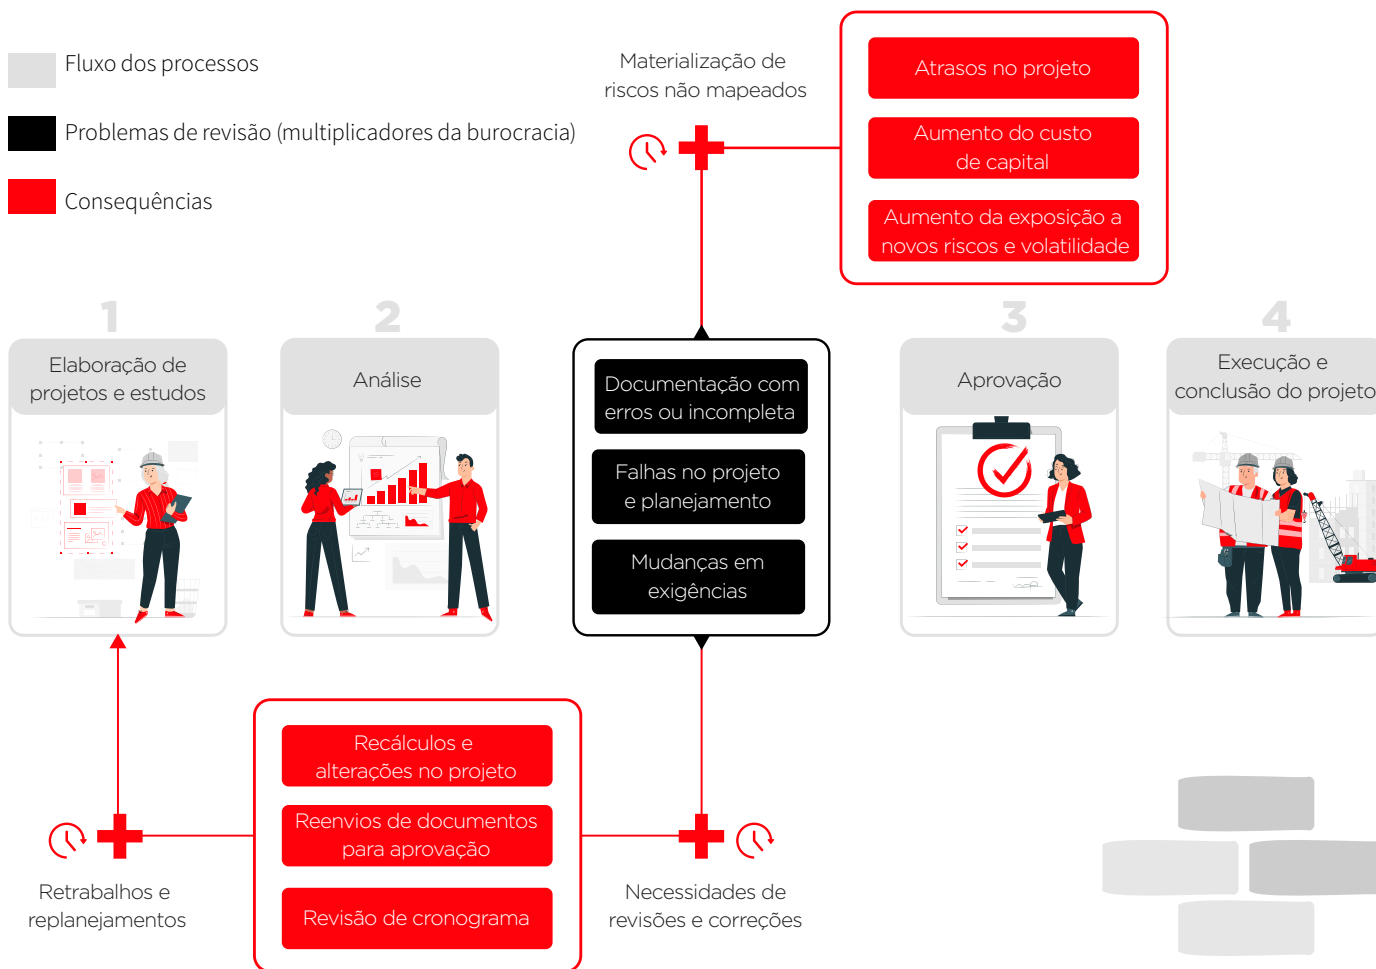 Fluxo dos processos
Problemas de revisão (multiplicadores da burocracia)
Consequências
Materialização de
riscos não mapeados
Atrasos no projeto
Aumento do custo
de capital
Aumento da exposição a
novos riscos e volatilidade
1
Elaboração de
projetos e estudos
2
Análise
Documentação com
erros ou incompleta
Falhas no projeto
e planejamento
Mudanças em
exigências
3
Aprovação
4
Execução e
conclusão do projeto
Recálculos e
alterações no projeto
Reenvios de documentos
para aprovação
Revisão de cronograma
Retrabalhos e
replanejamentos
Necessidades de
revisões e correções